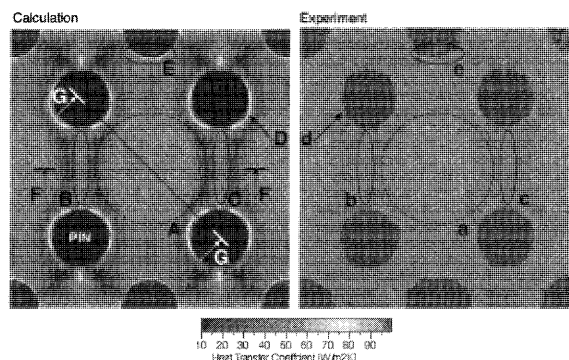 Calculation
Experiment
E
e
G
D
d
F
B
C
F
b
c
A
a
PIN
G
10 20 30 40 50 60 70 80 90
Heat Transfer Coefficient [W/m2K]